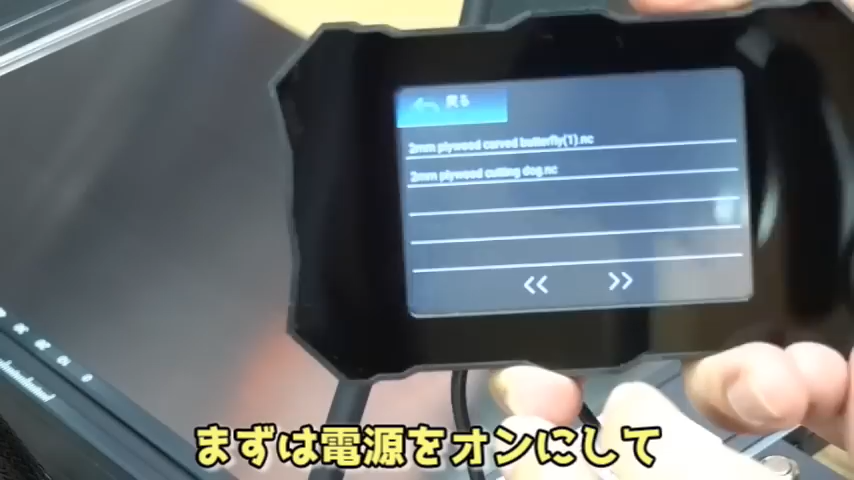 戻る
2mm plywood carved butterfly(1).nc
2mm plywood cutting dog.nc
<< >>
まずは電源をオンにして